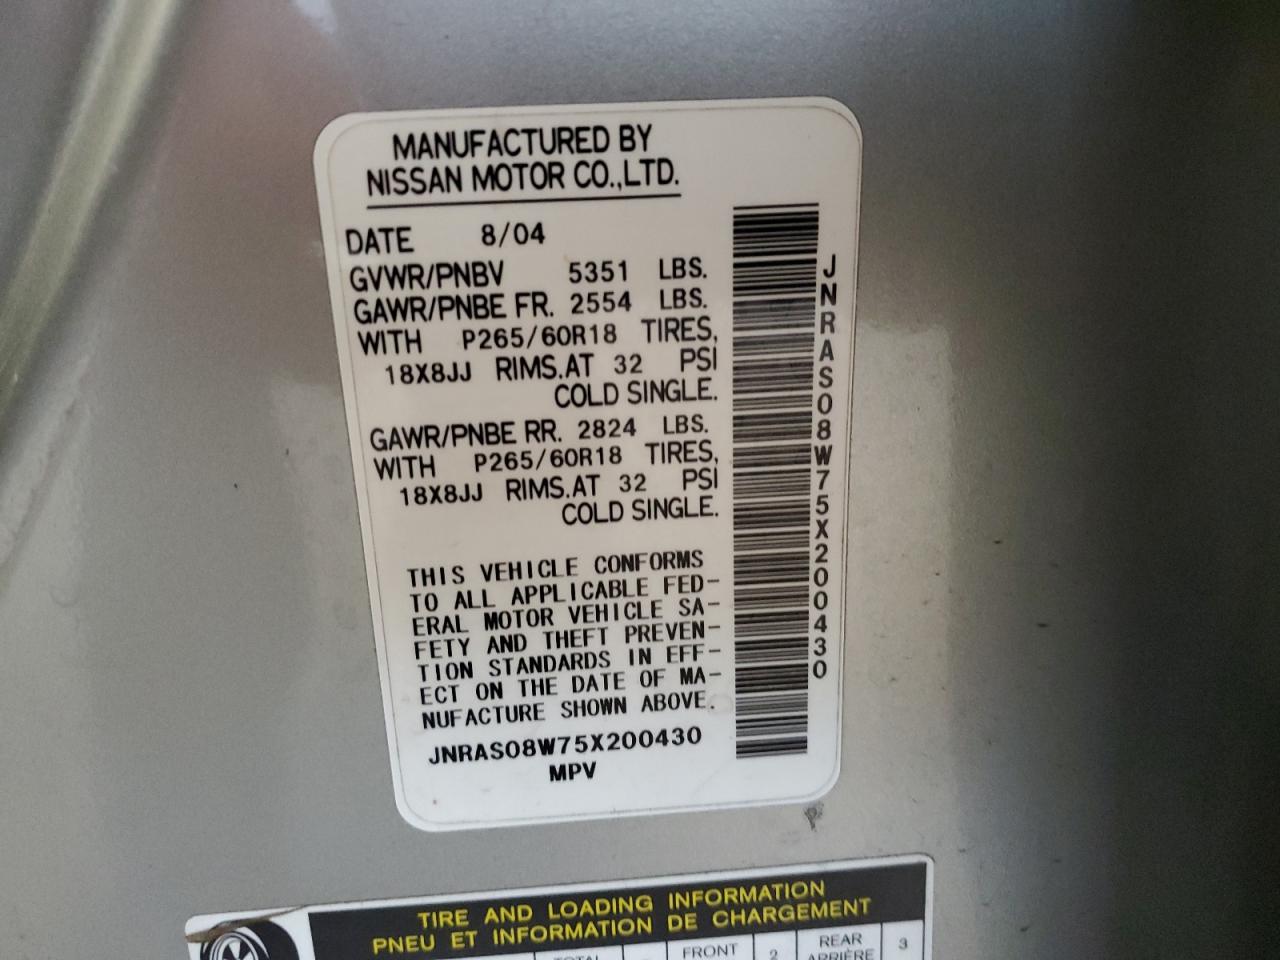 MANUFACTURED BY
NISSAN MOTOR CO.,LTD.
DATE 8/04
GVWR/PNBV 5351 LBS.
GAWR/PNBE FR. 2554 LBS.
WITH P265/60R18 TIRES,
18X8JJ RIMS.AT 32 PSI
COLD SINGLE.
GAWR/PNBE RR. 2824 LBS.
WITH P265/60R18 TIRES,
18X8JJ RIMS.AT 32 PSI
COLD SINGLE.
THIS VEHICLE CONFORMS
TO ALL APPLICABLE FED-
ERAL MOTOR VEHICLE SA-
FETY AND THEFT PREVEN-
TION STANDARDS IN EFF-
ECT ON THE DATE OF MA-
NUFACTURE SHOWN ABOVE.
JNRAS08W75X200430
MPV
JNRAS08W75X200430
TIRE AND LOADING INFORMATION
PNEU ET INFORMATION DE CHARGEMENT
TOTAL FRONT 2 REAR 3
ARRIÈRE